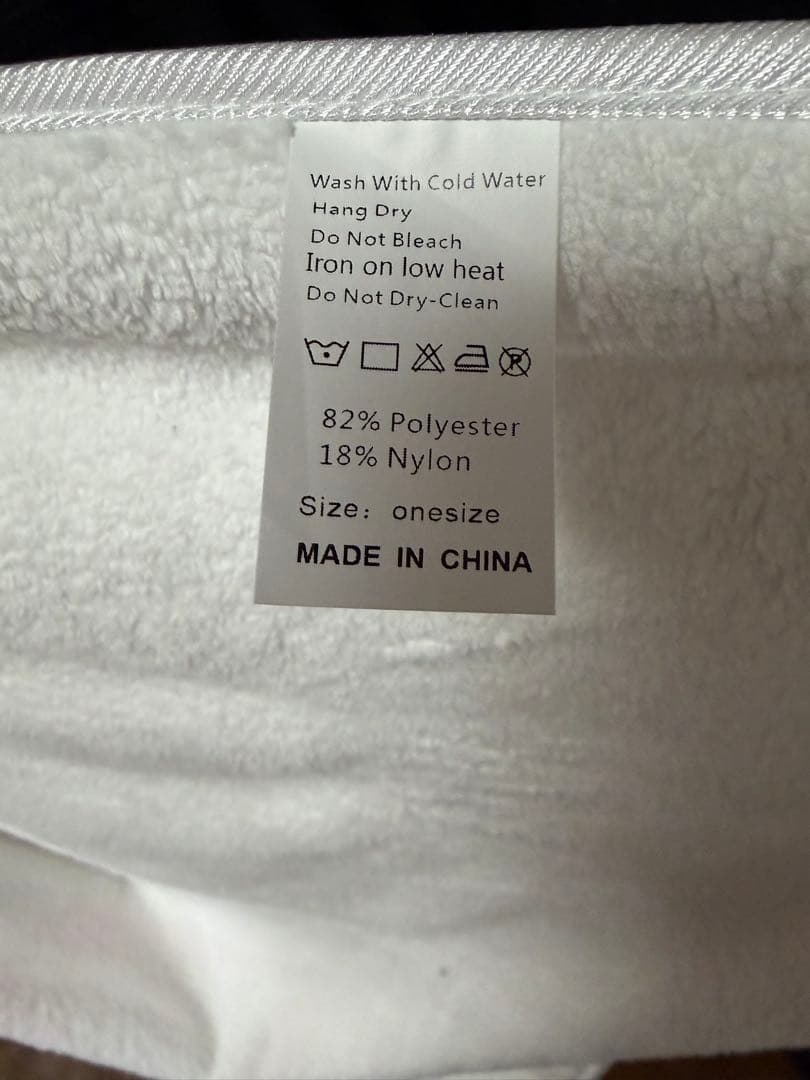 Wash With Cold Water
Hang Dry
Do Not Bleach
Iron on low heat
Do Not Dry-Clean
P
82% Polyester
18% Nylon
Size: onesize
MADE IN CHINA